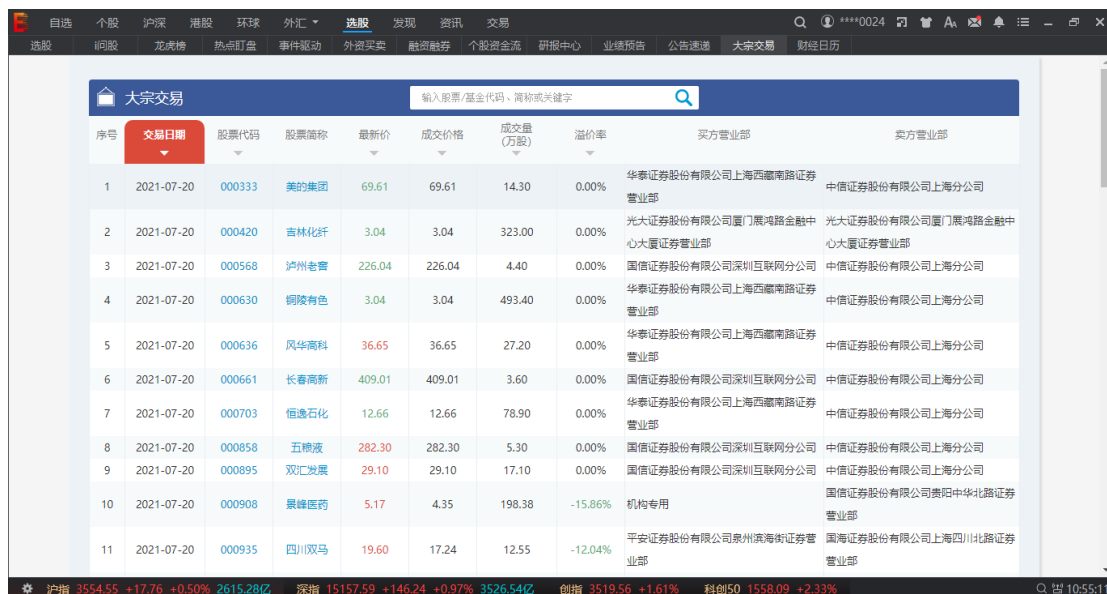 E 自选 个股 沪深 港股 环球 外汇 选股 发现 资讯 交易 ****0024
选股 i问股 龙虎榜 热点盯盘 事件驱动 外资买卖 融资融券 个股资金流 研报中心 业绩预告 公告速递 大宗交易 财经日历
大宗交易 输入股票/基金代码、简称或关键字
序号 交易日期 股票代码 股票简称 最新价 成交价格 成交量 溢价率 买方营业部 卖方营业部
(万股)
1 2021-07-20 000333 美的集团 69.61 69.61 14.30 0.00% 华泰证券股份有限公司上海西藏南路证券 中信证券股份有限公司上海分公司
营业部
2 2021-07-20 000420 吉林化纤 3.04 3.04 323.00 0.00% 光大证券股份有限公司厦门展鸿路金融中 光大证券股份有限公司厦门展鸿路金融中
心大厦证券营业部 心大厦证券营业部
3 2021-07-20 000568 泸州老窖 226.04 226.04 4.40 0.00% 国信证券股份有限公司深圳互联网分公司 中信证券股份有限公司上海分公司
4 2021-07-20 000630 铜陵有色 3.04 3.04 493.40 0.00% 华泰证券股份有限公司上海西藏南路证券 中信证券股份有限公司上海分公司
营业部
5 2021-07-20 000636 风华高科 36.65 36.65 27.20 0.00% 华泰证券股份有限公司上海西藏南路证券 中信证券股份有限公司上海分公司
营业部
6 2021-07-20 000661 长春高新 409.01 409.01 3.60 0.00% 国信证券股份有限公司深圳互联网分公司 中信证券股份有限公司上海分公司
7 2021-07-20 000703 恒逸石化 12.66 12.66 78.90 0.00% 华泰证券股份有限公司上海西藏南路证券 中信证券股份有限公司上海分公司
营业部
8 2021-07-20 000858 五粮液 282.30 282.30 5.30 0.00% 国信证券股份有限公司深圳互联网分公司 中信证券股份有限公司上海分公司
9 2021-07-20 000895 双汇发展 29.10 29.10 17.10 0.00% 国信证券股份有限公司深圳互联网分公司 中信证券股份有限公司上海分公司
10 2021-07-20 000908 景峰医药 5.17 4.35 198.38 -15.86% 机构专用 国信证券股份有限公司贵阳中华北路证券
营业部
11 2021-07-20 000935 四川双马 19.60 17.24 12.55 -12.04% 平安证券股份有限公司泉州滨海街证券营 国海证券股份有限公司上海四川北路证券
业部 营业部
沪指 3554.55 +17.76 +0.50% 2615.28亿 深指 15157.59 +146.24 +0.97% 3526.54亿 创指 3519.56 +1.61% 科创50 1558.09 +2.33% 10:55:11